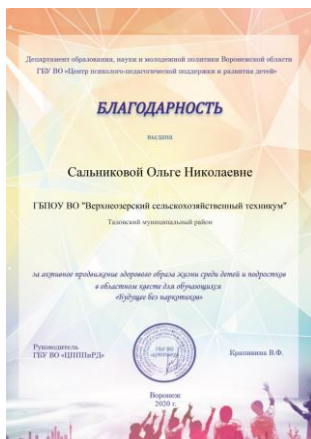 Департамент образования, науки и молодежной политики Воронежской области
ГБУ ВО «Центр психолого-педагогической поддержки и развития детей»
БЛАГОДАРНОСТЬ
выдана
Сальниковой Ольге Николаевне
ГБПОУ ВО "Верхнеозерский сельскохозяйственный техникум"
Таловский муниципальный район
за активное продвижение здорового образа жизни среди детей и подростков
в областном квесте для обучающихся
«Будущее без наркотиков»
Руководитель
ГБУ ВО «ЦПППиРД»
Крапивина В.Ф.
Воронеж
2020 г.